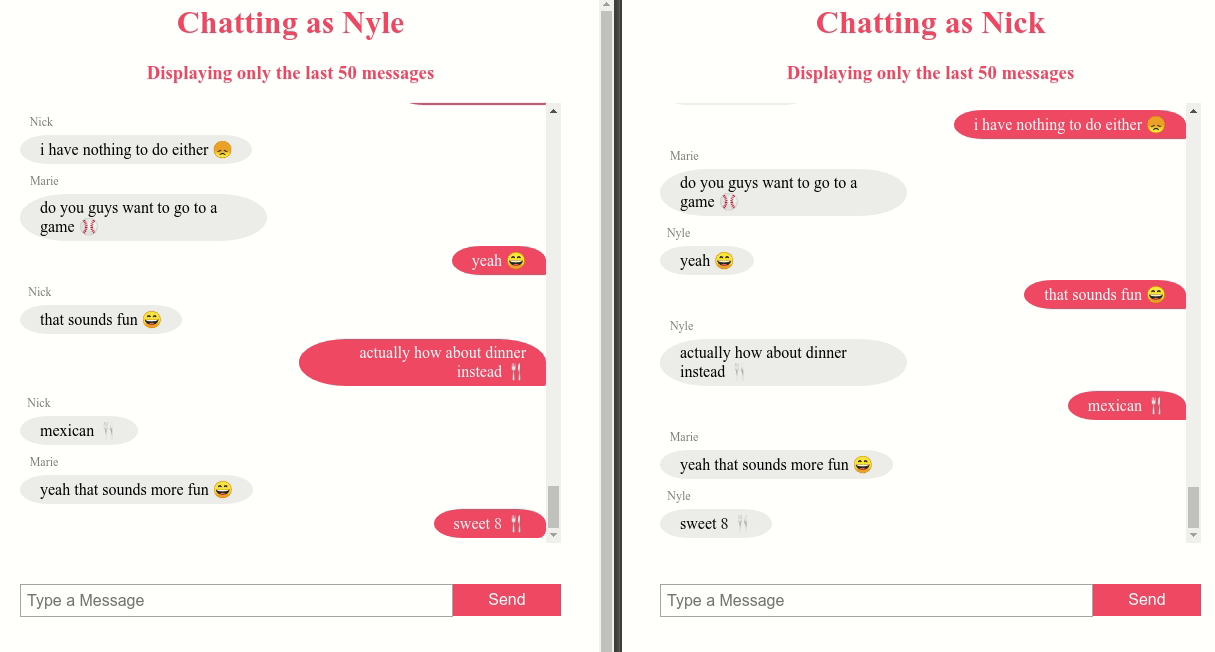 Chatting as Nyle
Displaying only the last 50 messages
Nick
i have nothing to do either 😞
Marie
do you guys want to go to a
game ⚾
yeah 😄
Nick
that sounds fun 😄
actually how about dinner
instead 🍴
Nick
mexican 🍴
Marie
yeah that sounds more fun 😄
sweet 8 🍴
Type a Message
Send
Chatting as Nick
Displaying only the last 50 messages
i have nothing to do either 😞
Marie
do you guys want to go to a
game ⚾
Nyle
yeah 😄
that sounds fun 😄
Nyle
actually how about dinner
instead 🍴
mexican 🍴
Marie
yeah that sounds more fun 😄
Nyle
sweet 8 🍴
Type a Message
Send